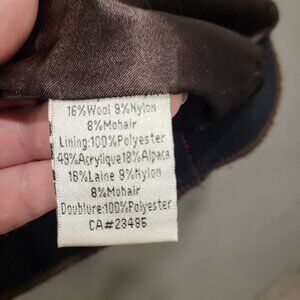 16%Wool 9%Nylon
8%Mohair
Lining:100%Polyester
49%Acrylique18%Alpaca
16%Laine 9%Nylon
8%Mohair
Doublure:100%Polyester
CA#23495